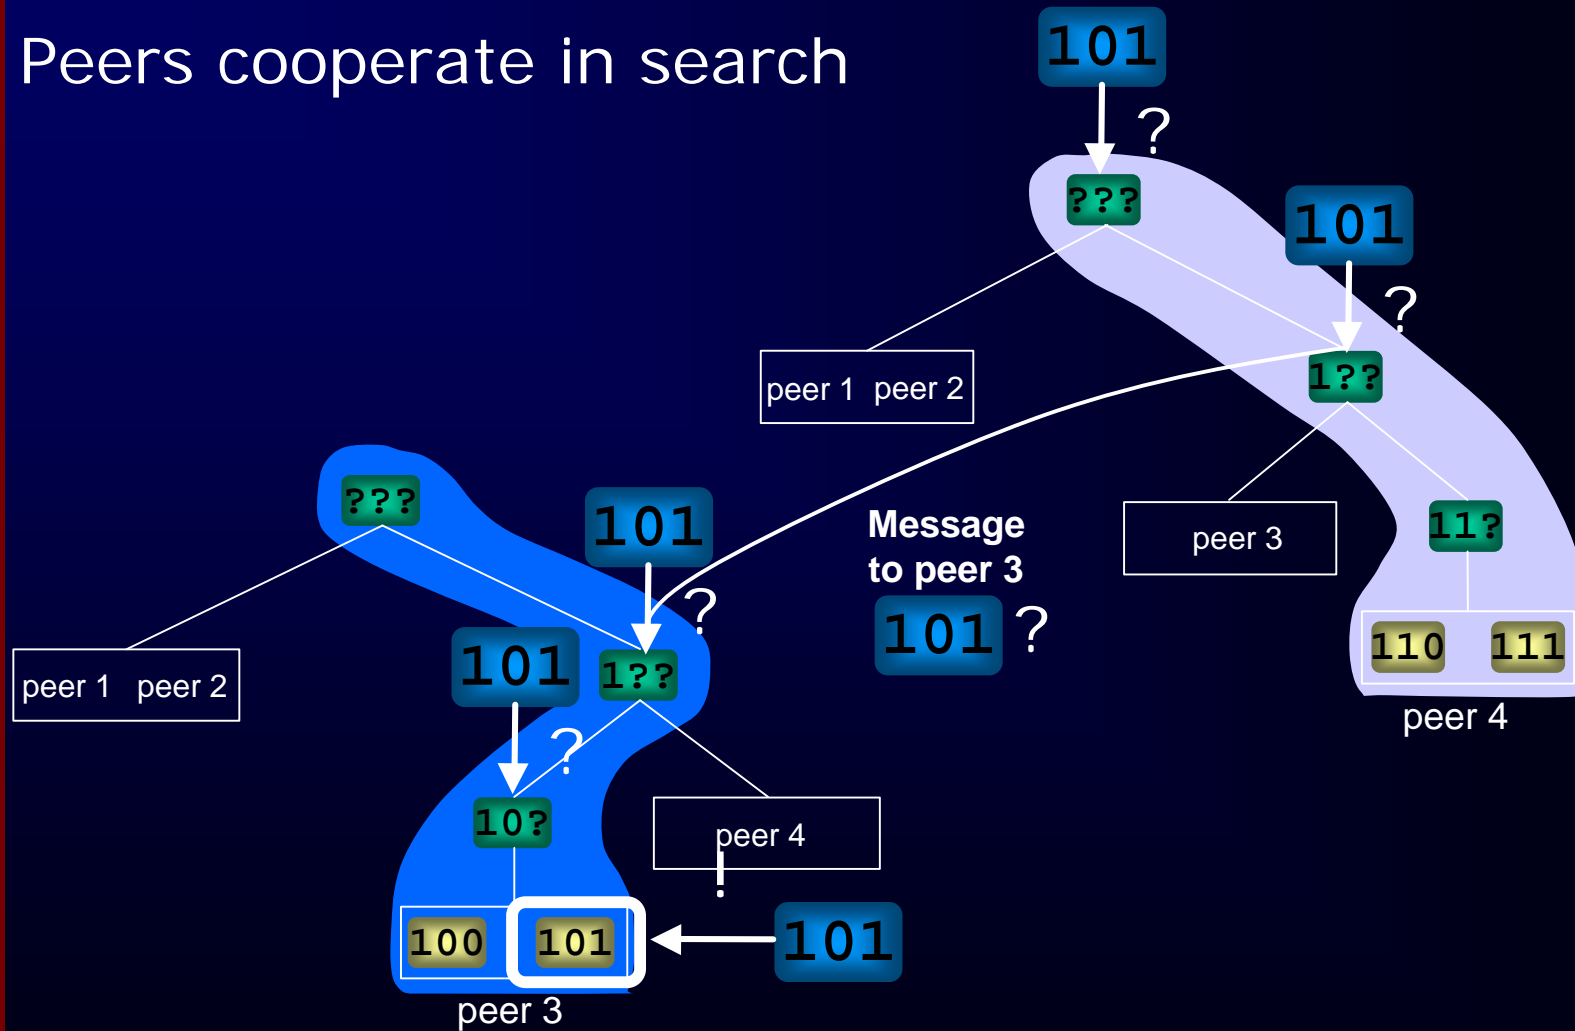 Peers cooperate in search
101
?
???
101
?
1??
peer 1 peer 2
peer 3
11?
110 111
peer 4
Message
to peer 3
101 ?
???
101
?
1??
peer 1 peer 2
101
?
10?
peer 4
!
100 101
101
peer 3